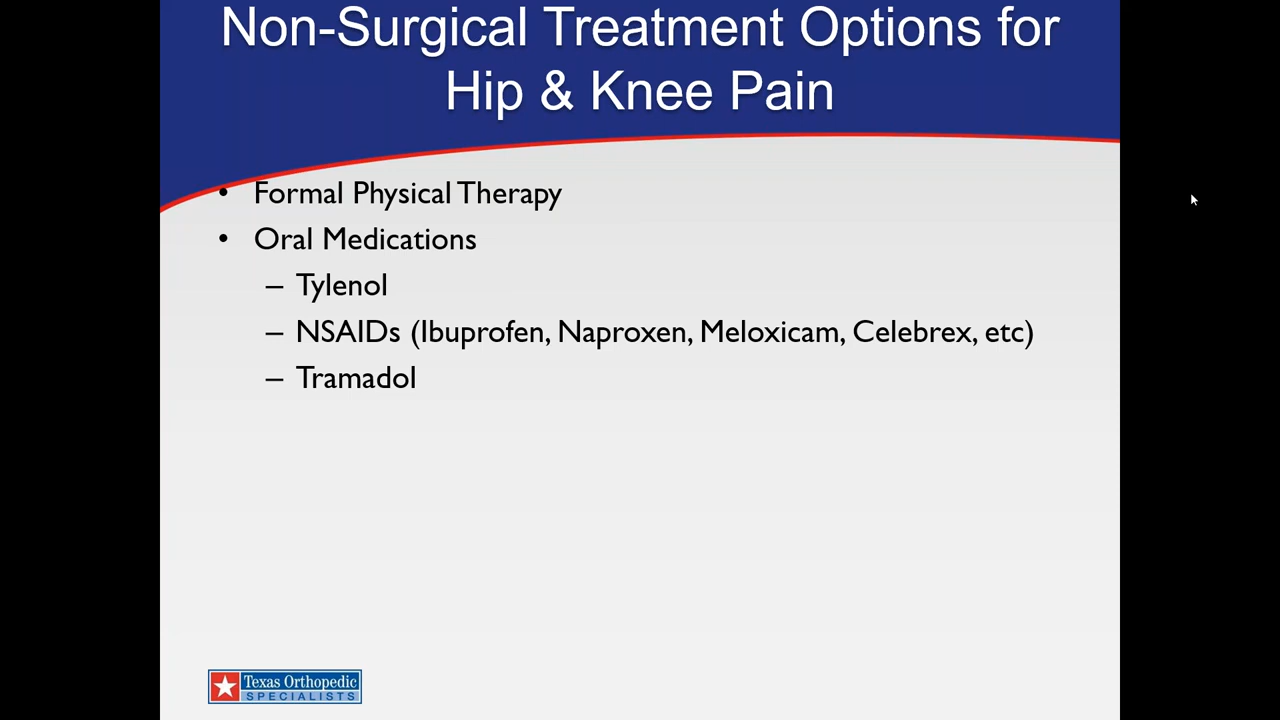 Non-Surgical Treatment Options for
Hip & Knee Pain
• Formal Physical Therapy
• Oral Medications
– Tylenol
– NSAIDs (Ibuprofen, Naproxen, Meloxicam, Celebrex, etc)
– Tramadol
Texas Orthopedic
SPECIALISTS